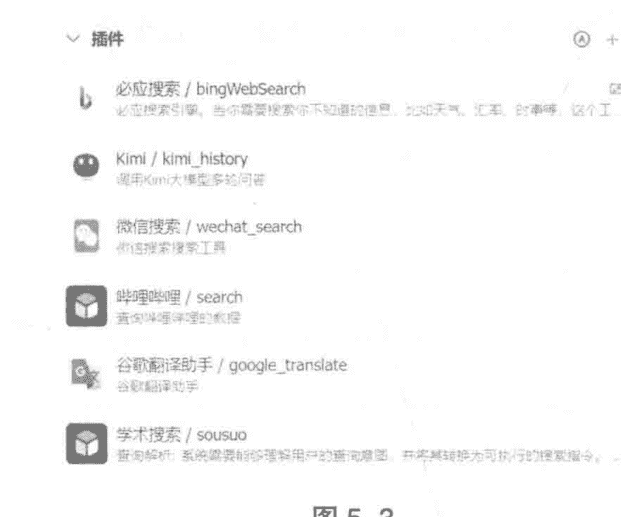 插件
必应搜索 / bingWebSearch
必应搜索引擎。当你需要搜索你不知道的信息，比如天气、汇率、时事等，这个工
Kimi / kimi_history
调用Kimi大模型多轮问答
微信搜索 / wechat_search
微信搜索搜索工具
哔哩哔哩 / search
查询哔哩哔哩的数据
谷歌翻译助手 / google_translate
谷歌翻译助手
学术搜索 / sousuo
查询解析: 系统需要能够理解用户的查询意图，并将其转换为可执行的搜索指令。